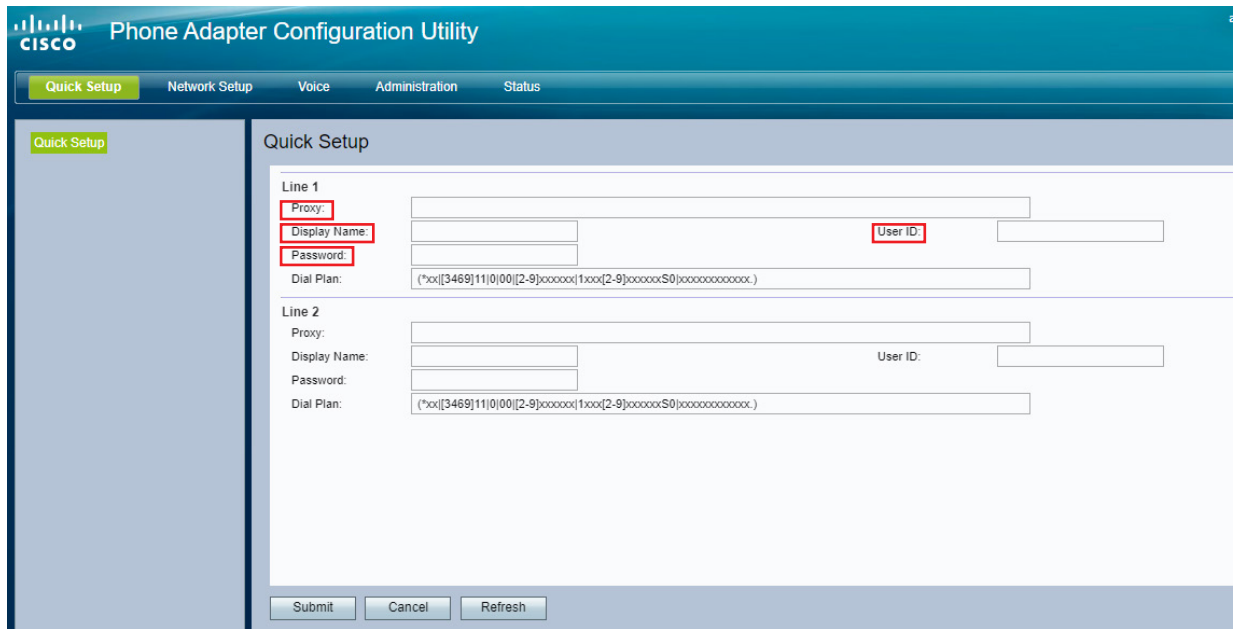 CISCO Phone Adapter Configuration Utility
Quick Setup Network Setup Voice Administration Status
Quick Setup
Quick Setup
Line 1
Proxy:
Display Name: User ID:
Password:
Dial Plan: (*xx|[3469]11|0|00|[2-9]xxxxxx|1xxx[2-9]xxxxxxS0|xxxxxxxxxxxx.)
Line 2
Proxy:
Display Name: User ID:
Password:
Dial Plan: (*xx|[3469]11|0|00|[2-9]xxxxxx|1xxx[2-9]xxxxxxS0|xxxxxxxxxxxx.)
Submit Cancel Refresh